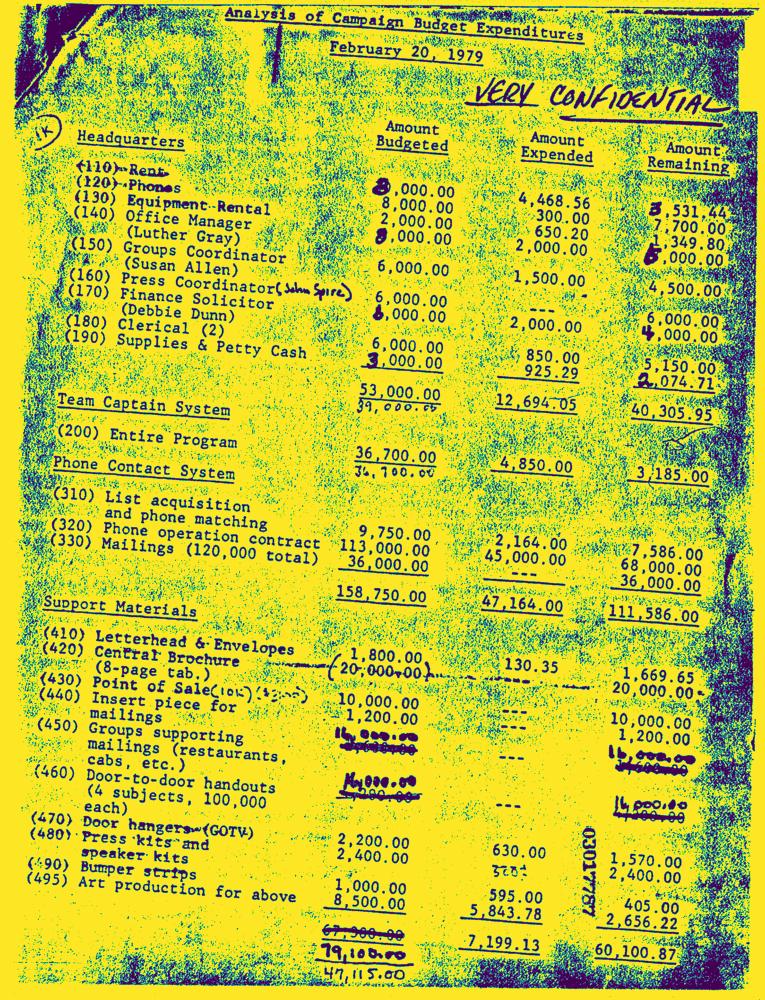 Analysis of Campaign Budget Expenditures
February 20, 1979
VERY CONFIDENTIAL
1K
Headquarters Amount Budgeted Amount Expended Amount Remaining
(110) Rent 8,000.00 4,468.56 3,531.44
(120) Phones 8,000.00 300.00 7,700.00
(130) Equipment Rental 2,000.00 650.20 1,349.80
(140) Office Manager 8,000.00 2,000.00 6,000.00
(Luther Gray)
(150) Groups Coordinator 6,000.00 1,500.00 4,500.00
(Susan Allen)
(160) Press Coordinator (John Spire) 6,000.00 --- 6,000.00
(170) Finance Solicitor ,000.00 2,000.00 4,000.00
(Debbie Dunn)
(180) Clerical (2) 6,000.00 850.00 5,150.00
(190) Supplies & Petty Cash 3,000.00 925.29 2,074.71
53,000.00 12,694.05 40,305.95
39,000.00
Team Captain System
(200) Entire Program 36,700.00 4,850.00 3,185.00
36,700.00
Phone Contact System
(310) List acquisition
and phone matching 9,750.00 2,164.00 7,586.00
(320) Phone operation contract 113,000.00 45,000.00 68,000.00
(330) Mailings (120,000 total) 36,000.00 --- 36,000.00
158,750.00 47,164.00 111,586.00
Support Materials
(410) Letterhead & Envelopes 1,800.00 130.35 1,669.65
(420) Central Brochure (20,000.00) --- 20,000.00
(8-page tab.)
(430) Point of Sale (10K) 10,000.00 --- 10,000.00
(440) Insert piece for 1,200.00 --- 1,200.00
mailings
(450) Groups supporting 16,000.00 --- 16,000.00
mailings (restaurants,
cabs, etc.)
(460) Door-to-door handouts 16,000.00 --- 16,000.00
(4 subjects, 100,000
each)
(470) Door hangers (GOTV) 2,200.00 630.00 1,570.00
(480) Press kits and 2,400.00 2,400.00
speaker kits
(490) Bumper strips 1,000.00 595.00 405.00
(495) Art production for above 8,500.00 5,843.78 2,656.22
67,300.00 7,199.13 60,100.87
79,100.00
47,115.00
03017787